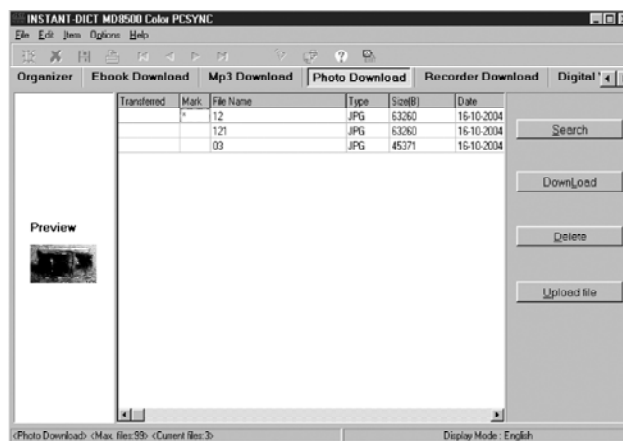 INSTANT-DICT MD8500 Color PCSYNC
File Edit Item Options Help
Organizer Ebook Download Mp3 Download Photo Download Recorder Download Digital
Transferred Mark File Name Type Size(B) Date
* 12 JPG 63260 16-10-2004
121 JPG 63260 16-10-2004
03 JPG 45371 16-10-2004
Search
DownLoad
Preview
Delete
Upload file
<Photo Download> <Max. files:99> <Current files:3> Display Mode : English